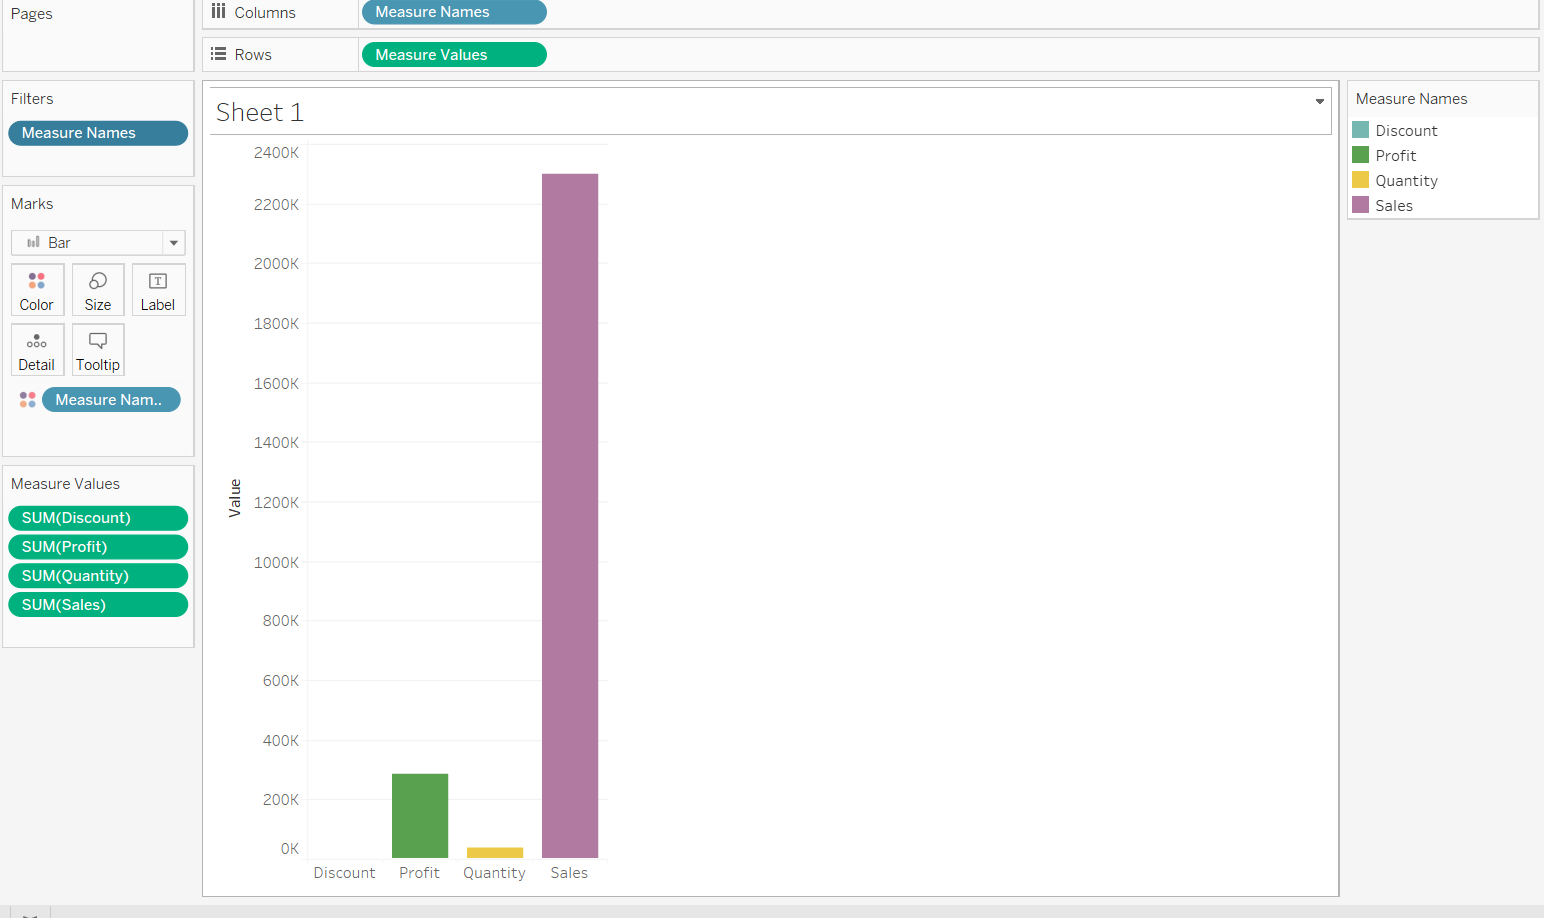 Pages
Columns
Measure Names
Rows
Measure Values
Filters
Measure Names
Marks
Bar
Color
Size
Label
Detail
Tooltip
Measure Nam..
Measure Values
SUM(Discount)
SUM(Profit)
SUM(Quantity)
SUM(Sales)
Sheet 1
2400K
2200K
2000K
1800K
1600K
1400K
1200K
1000K
800K
600K
400K
200K
0K
Value
Discount Profit Quantity Sales
Measure Names
Discount
Profit
Quantity
Sales